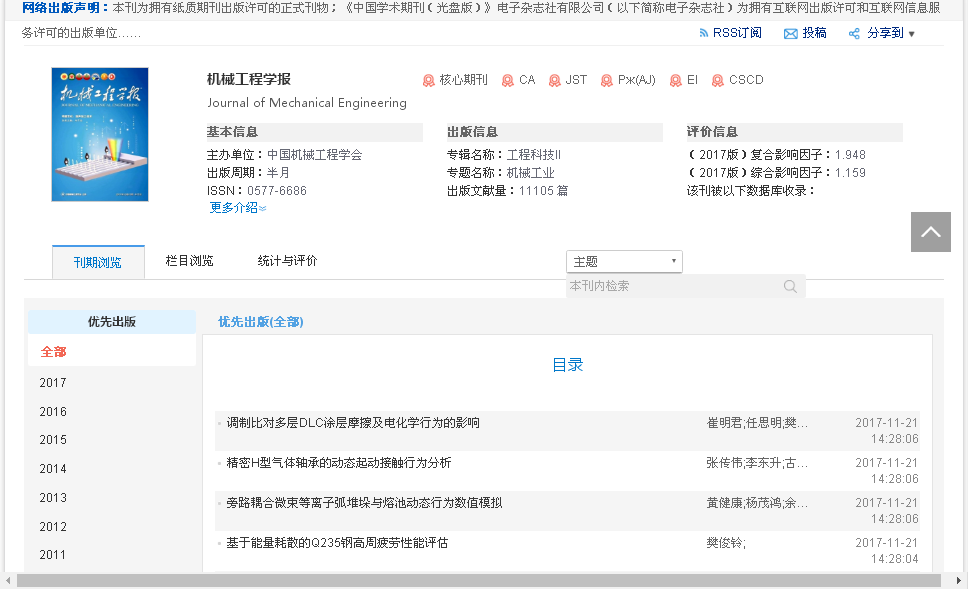 网络出版声明：本刊为拥有纸质期刊出版许可的正式刊物；《中国学术期刊（光盘版）》电子杂志社有限公司（以下简称电子杂志社）为拥有互联网出版许可和互联网信息服
务许可的出版单位……
RSS订阅 投稿 分享到▼
机械工程学报
JOURNAL OF MECHANICAL ENGINEERING
机械工程学报 核心期刊 CA JST Pж(AJ) EI CSCD
Journal of Mechanical Engineering
基本信息 出版信息 评价信息
主办单位：中国机械工程学会 专辑名称：工程科技II （2017版）复合影响因子：1.948
出版周期：半月 专题名称：机械工业 （2017版）综合影响因子：1.159
ISSN：0577-6686 出版文献量：11105 篇 该刊被以下数据库收录：
更多介绍
刊期浏览 栏目浏览 统计与评价 主题
本刊内检索
优先出版 优先出版(全部)
全部
目录
2017
2016
2015
2014
2013
2012
2011
调制比对多层DLC涂层摩擦及电化学行为的影响 崔明君;任思明;樊... 2017-11-21
14:28:06
精密H型气体轴承的动态起动接触行为分析 张传伟;李东升;古... 2017-11-21
14:28:06
旁路耦合微束等离子弧堆垛与熔池动态行为数值模拟 黄健康;杨茂鸿;余... 2017-11-21
14:28:06
基于能量耗散的Q235钢高周疲劳性能评估 樊俊铃; 2017-11-21
14:28:04